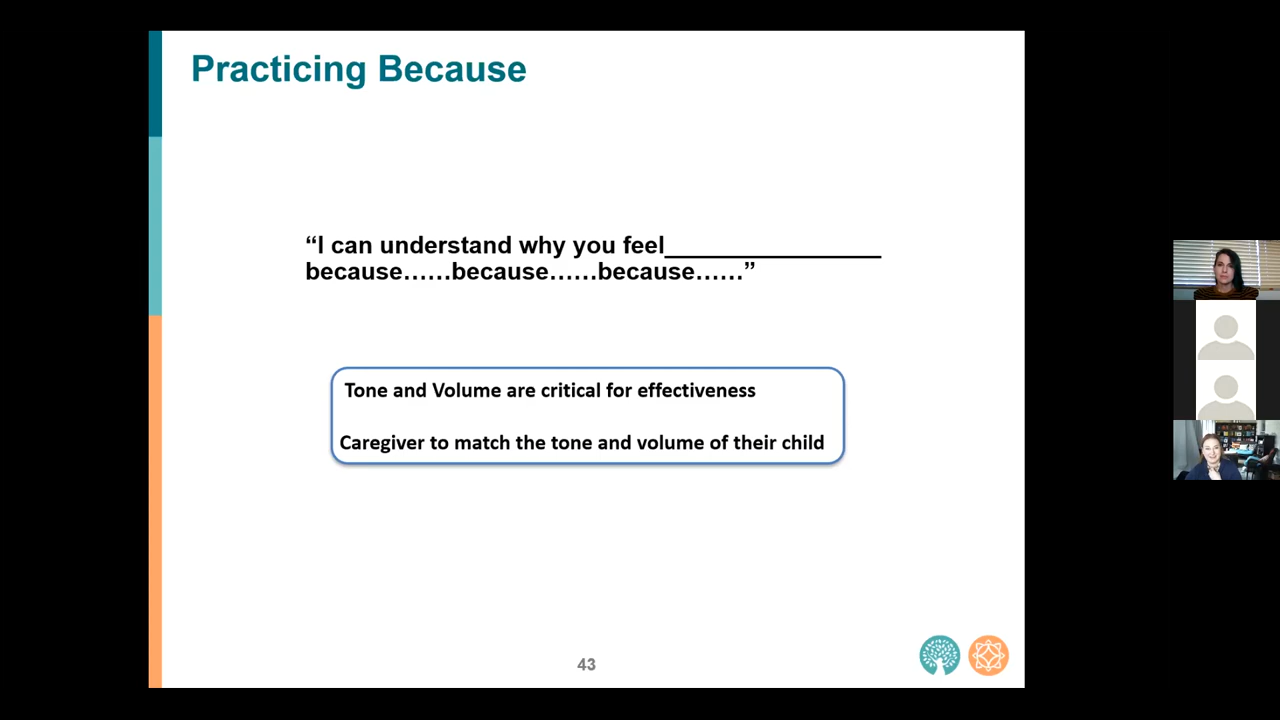 Practicing Because
“I can understand why you feel________________
because……because……because……”
Tone and Volume are critical for effectiveness
Caregiver to match the tone and volume of their child
43